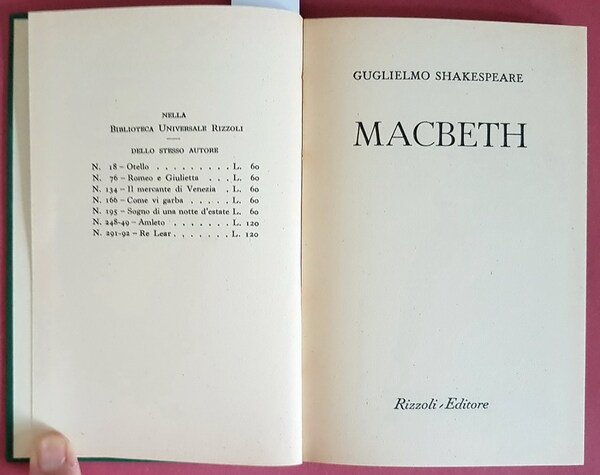 NELLA
BIBLIOTECA UNIVERSALE RIZZOLI
DELLO STESSO AUTORE
N. 18 – Otello . . . . . . . . . L. 60
N. 76 – Romeo e Giulietta . . . L. 60
N. 134 – Il mercante di Venezia . L. 60
N. 166 – Come vi garba . . . . . L. 60
N. 195 – Sogno di una notte d'estate L. 60
N. 248-49 – Amleto . . . . . . . L. 120
N. 291-92 – Re Lear . . . . . . . L. 120
GUGLIELMO SHAKESPEARE
MACBETH
Rizzoli - Editore